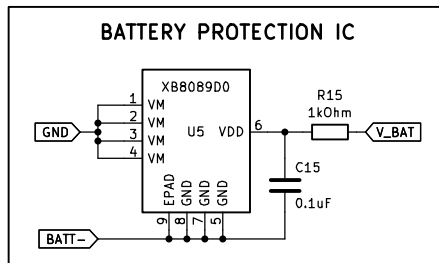 BATTERY PROTECTION IC
XB8089D0
1 VM
2 VM
3 VM
4 VM
GND
U5
VDD 6
R15
1kOhm
V_BAT
C15
0.1uF
EPAD GND GND GND
9 8 7 5
BATT-